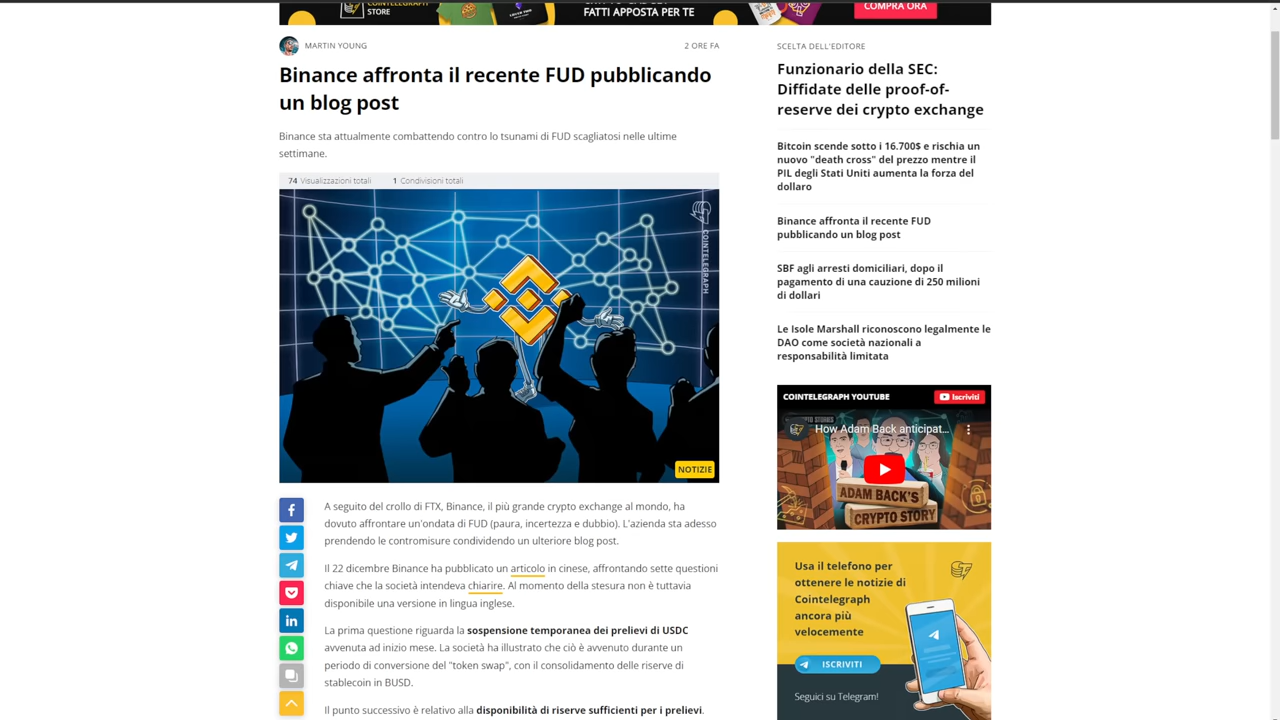 COINTELEGRAPH
STORE
FATTI APPOSTA PER TE
COMPRA ORA
MARTIN YOUNG
2 ORE FA
Binance affronta il recente FUD pubblicando
un blog post
Binance sta attualmente combattendo contro lo tsunami di FUD scagliatosi nelle ultime
settimane.
74 Visualizzazioni totali
1 Condivisioni totali
COINTELEGRAPH
NOTIZIE
A seguito del crollo di FTX, Binance, il più grande crypto exchange al mondo, ha
dovuto affrontare un'ondata di FUD (paura, incertezza e dubbio). L'azienda sta adesso
prendendo le contromisure condividendo un ulteriore blog post.
Il 22 dicembre Binance ha pubblicato un articolo in cinese, affrontando sette questioni
chiave che la società intendeva chiarire. Al momento della stesura non è tuttavia
disponibile una versione in lingua inglese.
La prima questione riguarda la sospensione temporanea dei prelievi di USDC
avvenuta ad inizio mese. La società ha illustrato che ciò è avvenuto durante un
periodo di conversione del "token swap", con il consolidamento delle riserve di
stablecoin in BUSD.
Il punto successivo è relativo alla disponibilità di riserve sufficienti per i prelievi.
SCELTA DELL'EDITORE
Funzionario della SEC:
Diffidate delle proof-of-
reserve dei crypto exchange
Bitcoin scende sotto i 16.700$ e rischia un
nuovo "death cross" del prezzo mentre il
PIL degli Stati Uniti aumenta la forza del
dollaro
Binance affronta il recente FUD
pubblicando un blog post
SBF agli arresti domiciliari, dopo il
pagamento di una cauzione di 250 milioni
di dollari
Le Isole Marshall riconoscono legalmente le
DAO come società nazionali a
responsabilità limitata
COINTELEGRAPH YOUTUBE
Iscriviti
How Adam Back anticipat...
ADAM BACK'S
CRYPTO STORY
Usa il telefono per
ottenere le notizie di
Cointelegraph
ancora più
velocemente
ISCRIVITI
Seguici su Telegram!